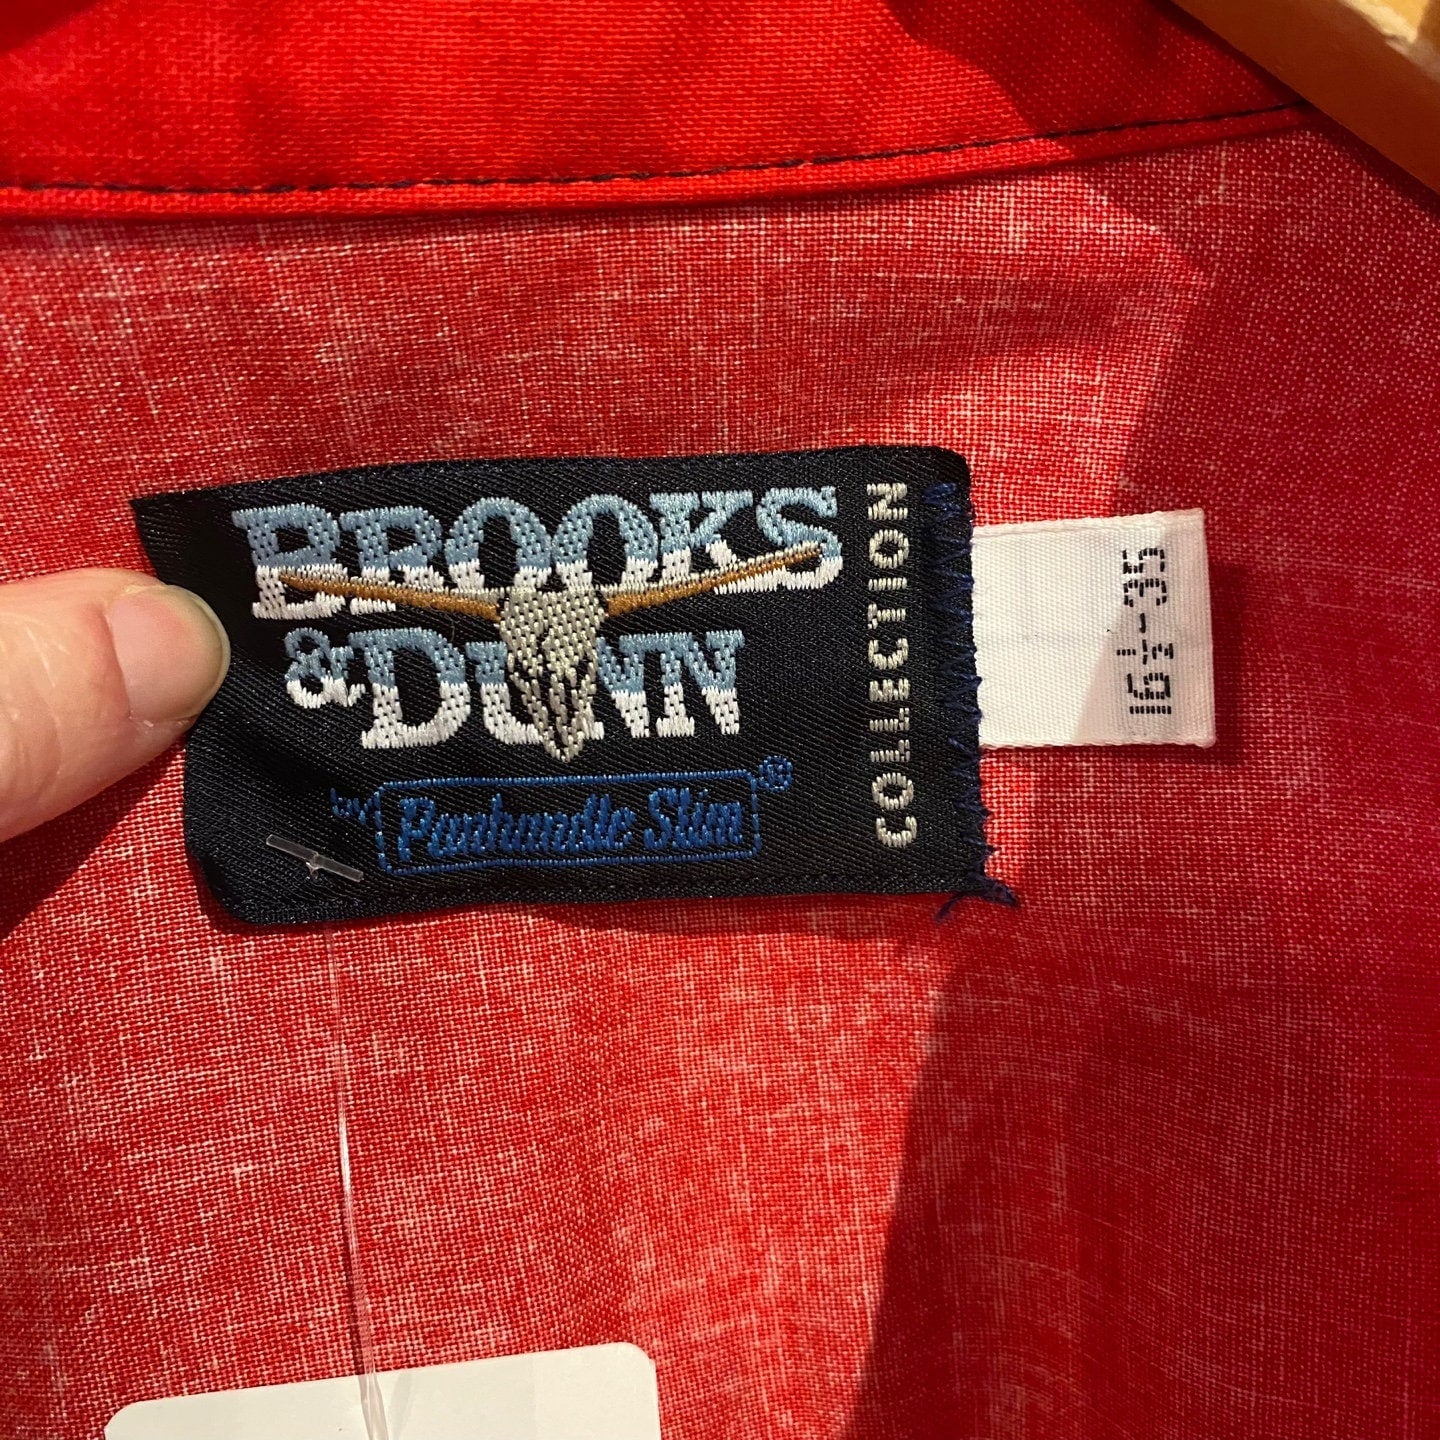 BROOKS
& DUNN
by Panhandle Slim®
COLLECTION
16½-35